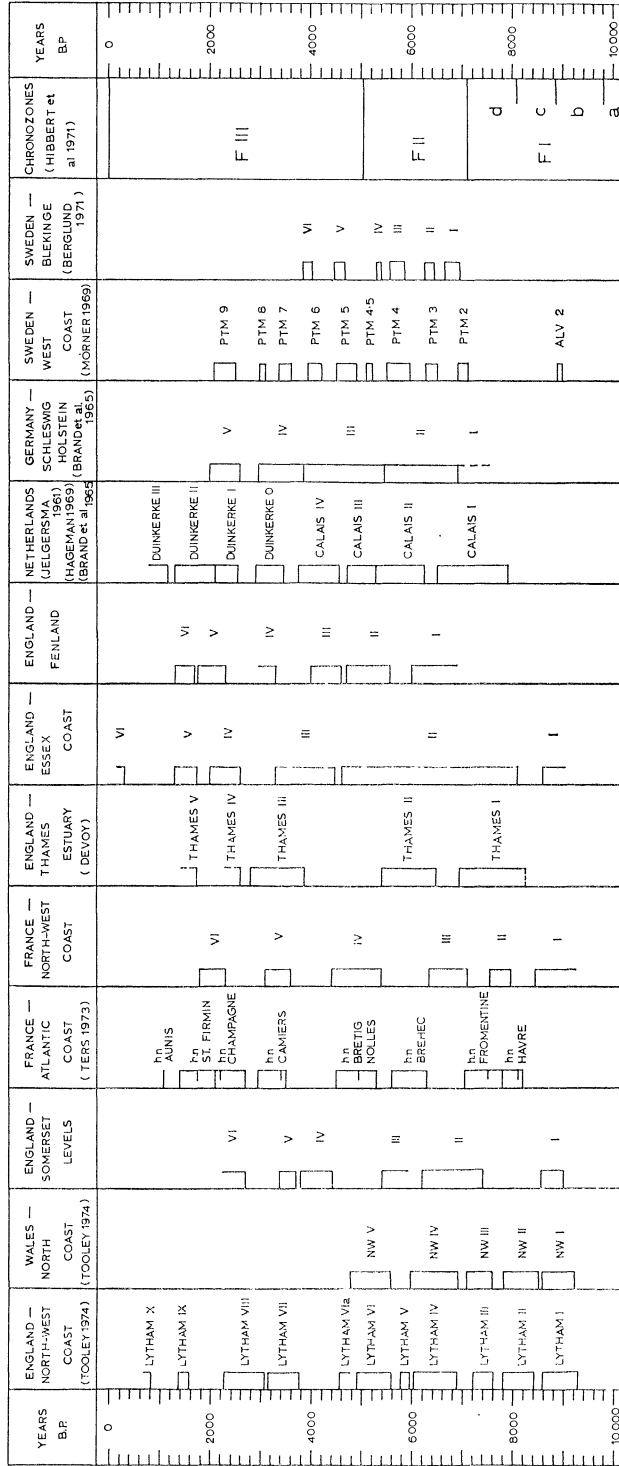 YEARS
B.P.
2000
4000
6000
8000
10000
ENGLAND —
NORTH-WEST
COAST
(TOOLEY 1974)
LYTHAM X
LYTHAM IX
LYTHAM VIII
LYTHAM VII
LYTHAM VIa
LYTHAM VI
LYTHAM V
LYTHAM IV
LYTHAM III
LYTHAM II
LYTHAM I
WALES —
NORTH
COAST
(TOOLEY 1974)
NW V
NW IV
NW III
NW II
NW I
ENGLAND —
SOMERSET
LEVELS
VI
V
IV
III
II
I
FRANCE —
ATLANTIC
COAST
(TERS 1973)
hn
AUNIS
hn
ST. FIRMIN
hn
CHAMPAGNE
hn
CAMIERS
hn
BRETIG
NOLLES
hn
BREHEC
hn
FROMENTINE
hn
HAVRE
FRANCE —
NORTH-WEST
COAST
VI
V
IV
III
II
I
ENGLAND —
THAMES
ESTUARY
(DEVOY)
THAMES V
THAMES IV
THAMES III
THAMES II
THAMES I
ENGLAND —
ESSEX
COAST
VI
V
IV
III
II
I
ENGLAND —
FENLAND
VI
V
IV
III
II
I
NETHERLANDS
(JELGERSMA
1961)
(HAGEMAN 1969)
(BRAND et al. 1965
DUINKERKE III
DUINKERKE II
DUINKERKE I
DUINKERKE O
CALAIS IV
CALAIS III
CALAIS II
CALAIS I
GERMANY —
SCHLESWIG
HOLSTEIN
(BRAND et al.
1965)
V
IV
III
II
I
SWEDEN —
WEST
COAST
(MÖRNER 1969)
PTM 9
PTM 8
PTM 7
PTM 6
PTM 5
PTM 4·5
PTM 4
PTM 3
PTM 2
ALV 2
SWEDEN —
BLEKINGE
(BERGLUND
1971)
VI
V
IV
III
II
I
CHRONOZONES
(HIBBERT et
al 1971)
F III
F II
F I
d
c
b
a
YEARS
B.P.
0
2000
4000
6000
8000
10000